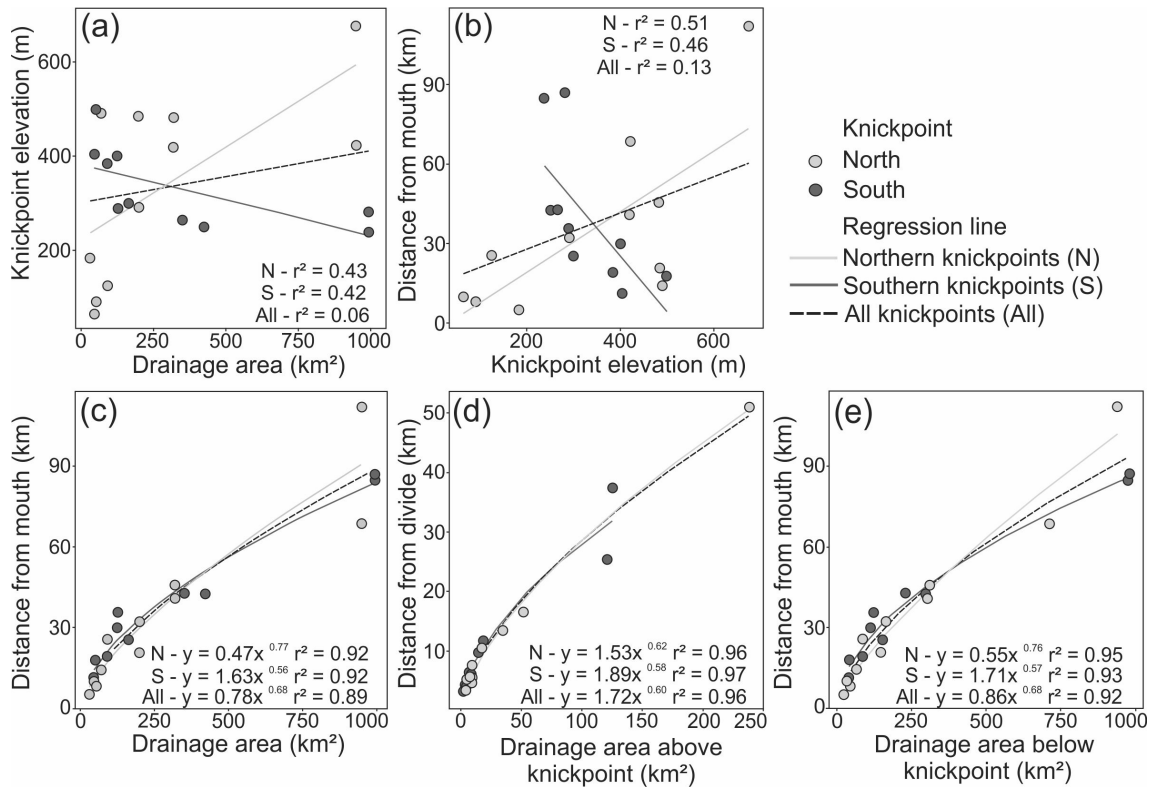 (a)
Knickpoint elevation (m)
600
400
200
N - r² = 0.43
S - r² = 0.42
All - r² = 0.06
0 250 500 750 1000
Drainage area (km²)
(b)
Distance from mouth (km)
90
60
30
0
N - r² = 0.51
S - r² = 0.46
All - r² = 0.13
200 400 600
Knickpoint elevation (m)
Knickpoint
North
South
Regression line
Northern knickpoints (N)
Southern knickpoints (S)
All knickpoints (All)
(c)
Distance from mouth (km)
90
60
30
0
N - y = 0.47x 0.77 r² = 0.92
S - y = 1.63x 0.56 r² = 0.92
All - y = 0.78x 0.68 r² = 0.89
0 250 500 750 1000
Drainage area (km²)
(d)
Distance from divide (km)
50
40
30
20
10
N - y = 1.53x 0.62 r² = 0.96
S - y = 1.89x 0.58 r² = 0.97
All - y = 1.72x 0.60 r² = 0.96
0 50 100 150 200 250
Drainage area above
knickpoint (km²)
(e)
Distance from mouth (km)
90
60
30
0
N - y = 0.55x 0.76 r² = 0.95
S - y = 1.71x 0.57 r² = 0.93
All - y = 0.86x 0.68 r² = 0.92
0 250 500 750 1000
Drainage area below
knickpoint (km²)